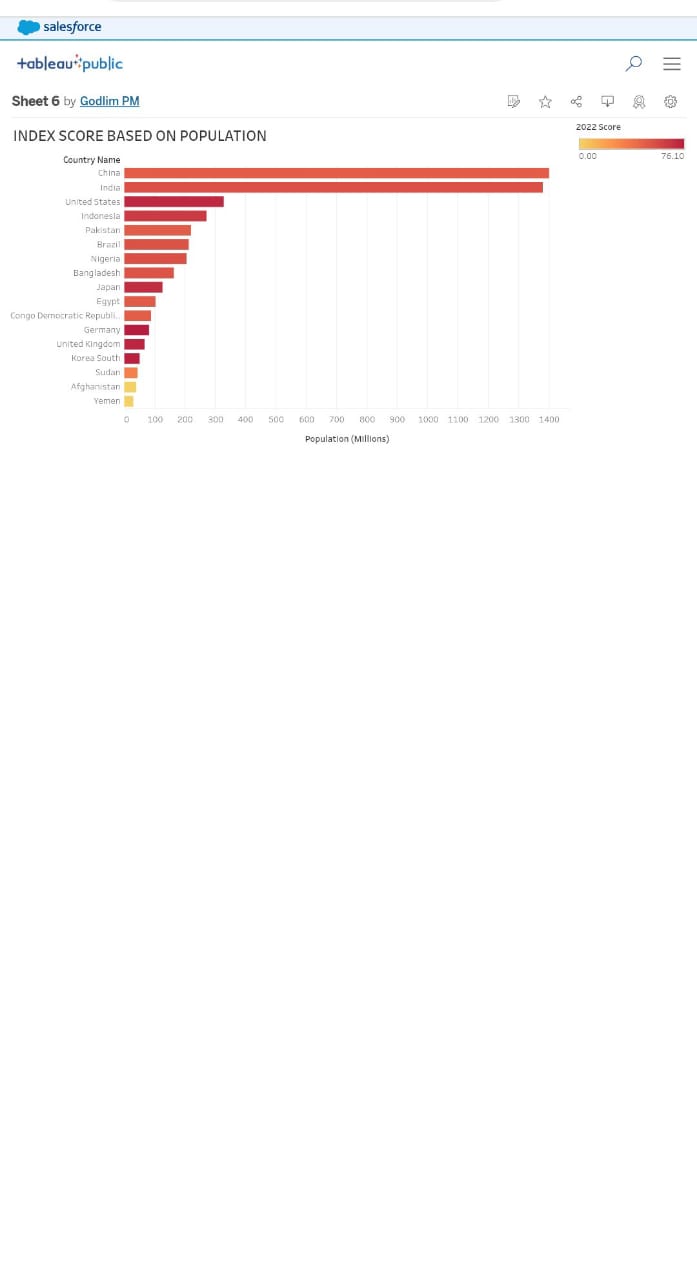 salesforce
+ableau public
Sheet 6 by Godlim PM
INDEX SCORE BASED ON POPULATION
2022 Score
0.00 76.10
Country Name
China
India
United States
Indonesia
Pakistan
Brazil
Nigeria
Bangladesh
Japan
Egypt
Congo Democratic Republi...
Germany
United Kingdom
Korea South
Sudan
Afghanistan
Yemen
0 100 200 300 400 500 600 700 800 900 1000 1100 1200 1300 1400
Population (Millions)